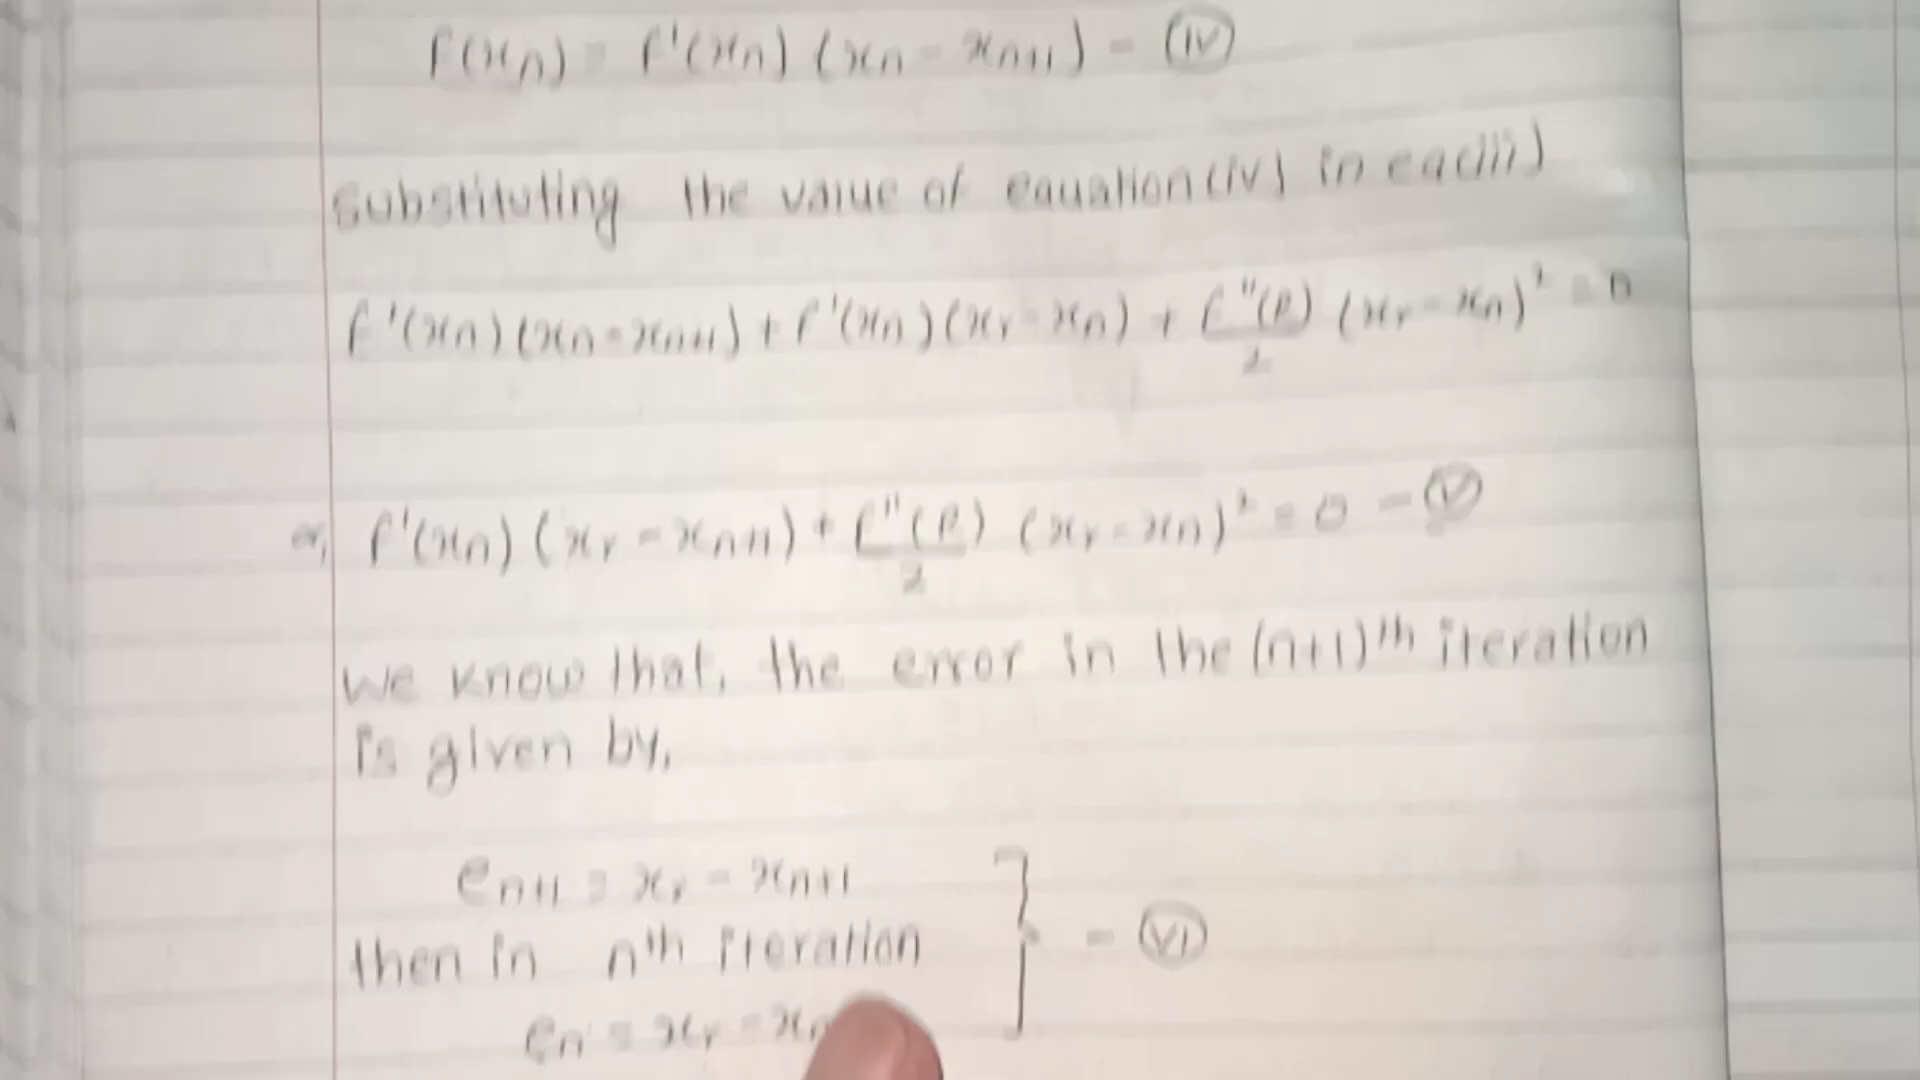 f(xn) = f'(xn) (xn - xn+1) - (iv)
substituting the value of equation (iv) in eq(iii)
f'(xn) (xn - xn+1) + f'(xn) (xr - xn) + f"(R)/2 (xr - xn)² = 0
or, f'(xn) (xr - xn+1) + f"(R)/2 (xr - xn)² = 0 - (v)
we know that, the error in the (n+1)th iteration
is given by,
en+1 = xr - xn+1
then in nth iteration } - (vi)
en = xr - xn